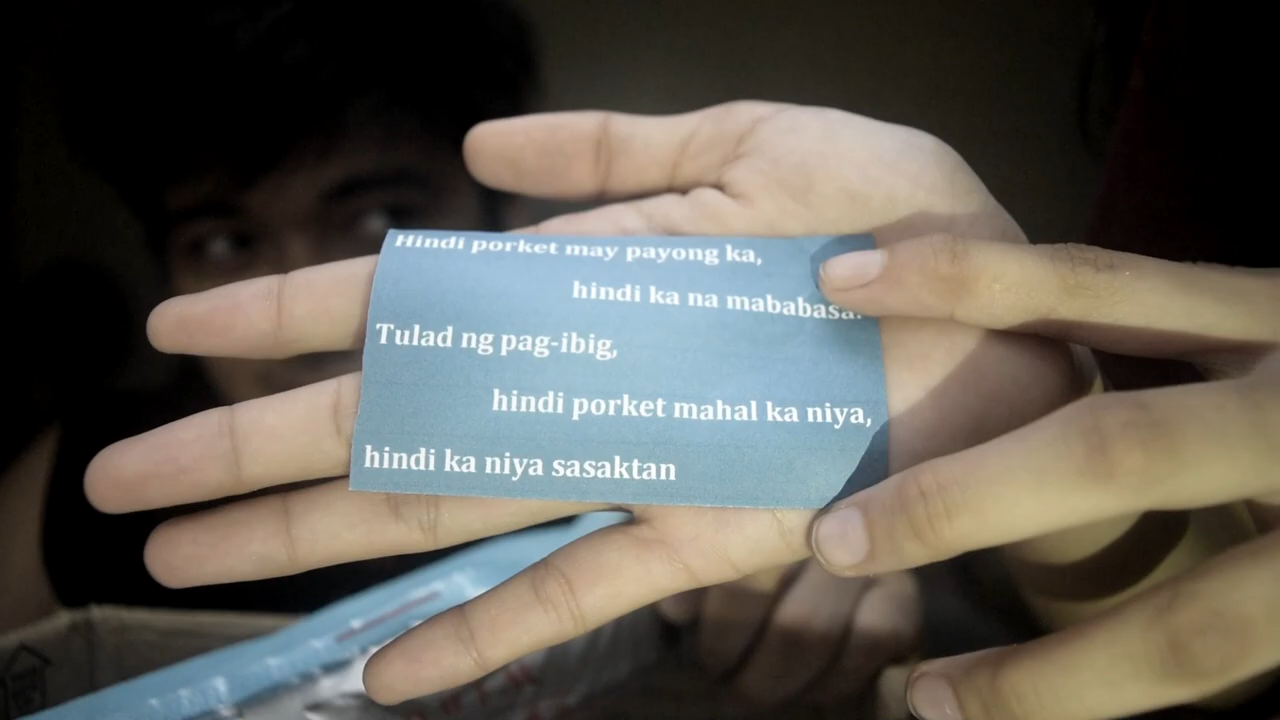 Hindi porket may payong ka,
hindi ka na mababasa.
Tulad ng pag-ibig,
hindi porket mahal ka niya,
hindi ka niya sasaktan